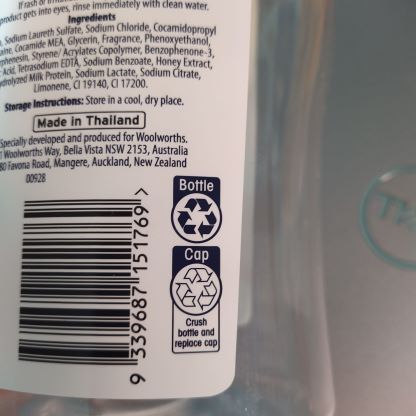 If rash or
product gets into eyes, rinse immediately with clean water.
Ingredients
Sodium Laureth Sulfate, Sodium Chloride, Cocamidopropyl
Cocamide MEA, Glycerin, Fragrance, Phenoxyethanol,
Styrene/ Acrylates Copolymer, Benzophenone-3,
Acid, Tetrasodium EDTA, Sodium Benzoate, Honey Extract,
Hydrolyzed Milk Protein, Sodium Lactate, Sodium Citrate,
Limonene, CI 19140, CI 17200.
Storage Instructions: Store in a cool, dry place.
Made in Thailand
Specially developed and produced for Woolworths.
Woolworths Way, Bella Vista NSW 2153, Australia
80 Favona Road, Mangere, Auckland, New Zealand
00928
Bottle
Cap
Crush
bottle and
replace cap
9 339687 151769 >